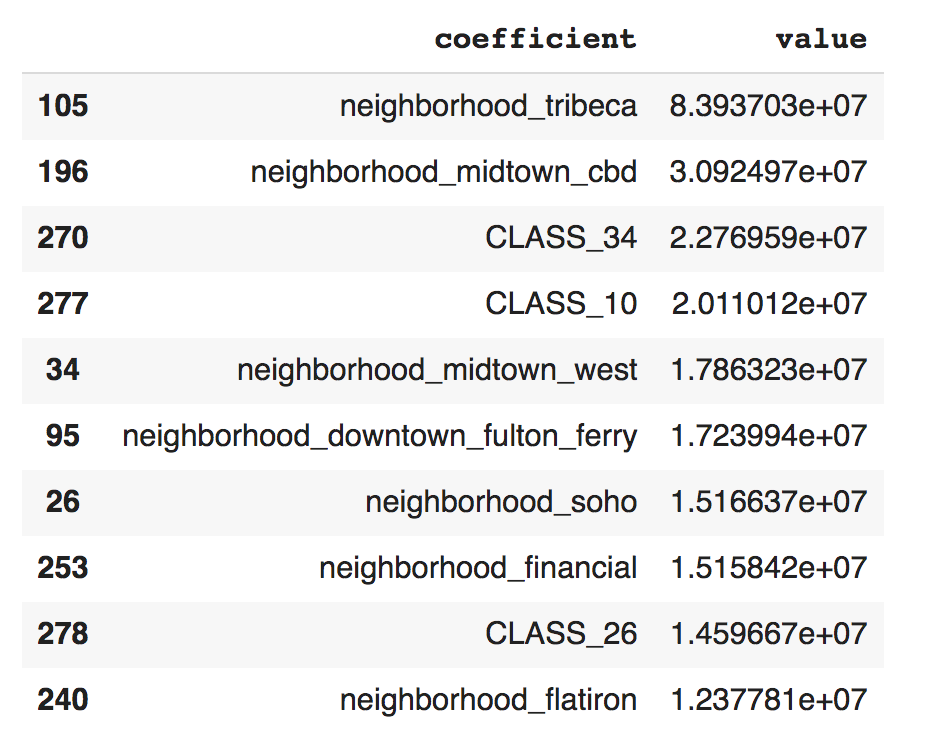 coefficient value
105 neighborhood_tribeca 8.393703e+07
196 neighborhood_midtown_cbd 3.092497e+07
270 CLASS_34 2.276959e+07
277 CLASS_10 2.011012e+07
34 neighborhood_midtown_west 1.786323e+07
95 neighborhood_downtown_fulton_ferry 1.723994e+07
26 neighborhood_soho 1.516637e+07
253 neighborhood_financial 1.515842e+07
278 CLASS_26 1.459667e+07
240 neighborhood_flatiron 1.237781e+07